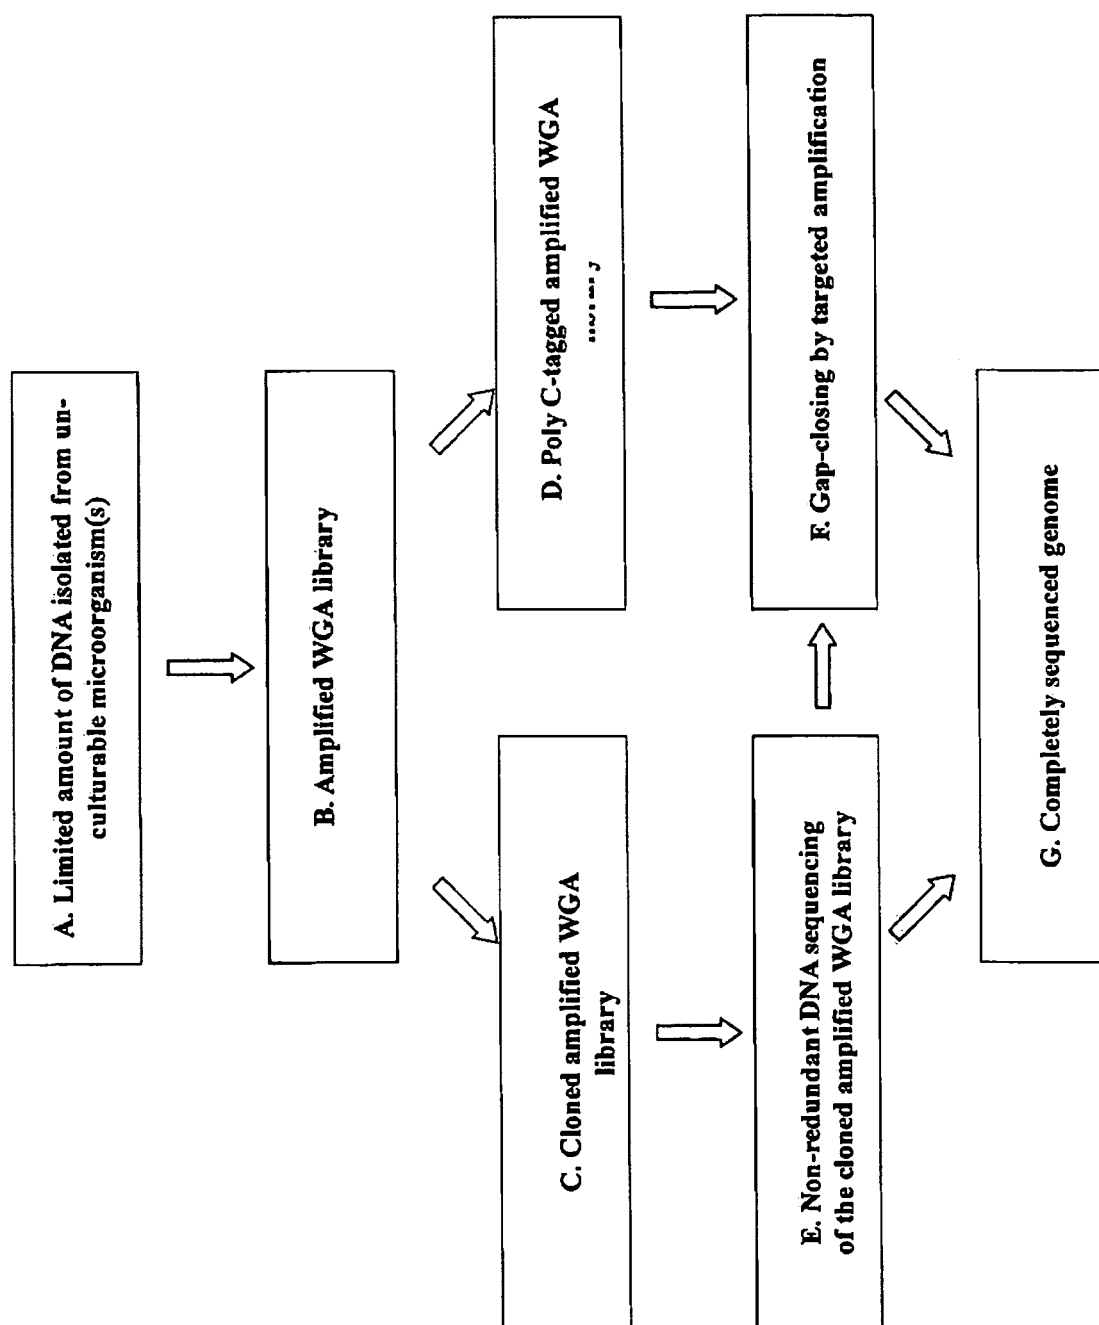 A. Limited amount of DNA isolated from un-
culturable microorganism(s)
B. Amplified WGA library
C. Cloned amplified WGA
library
D. Poly C-tagged amplified WGA
E. Non-redundant DNA sequencing
of the cloned amplified WGA library
F. Gap-closing by targeted amplification
G. Completely sequenced genome